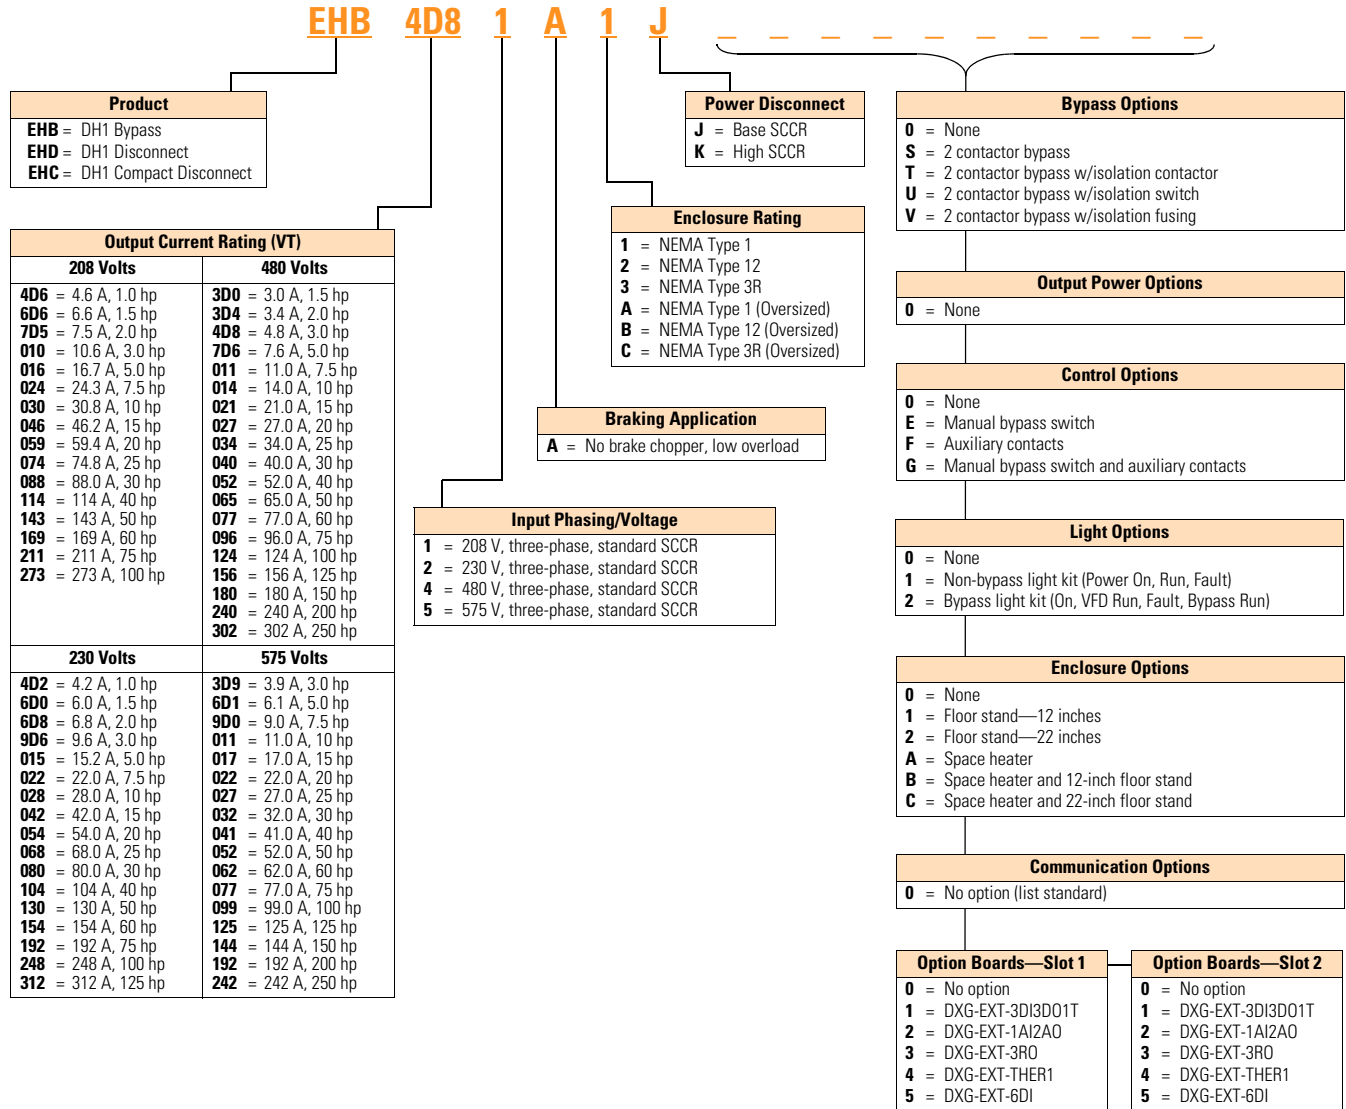 EHB 4D8 1 A 1 J _ _ _ _ _ _ _ _ _ _
Product
EHB = DH1 Bypass
EHD = DH1 Disconnect
EHC = DH1 Compact Disconnect
Output Current Rating (VT)
208 Volts
4D6 = 4.6 A, 1.0 hp
6D6 = 6.6 A, 1.5 hp
7D5 = 7.5 A, 2.0 hp
010 = 10.6 A, 3.0 hp
016 = 16.7 A, 5.0 hp
024 = 24.3 A, 7.5 hp
030 = 30.8 A, 10 hp
046 = 46.2 A, 15 hp
059 = 59.4 A, 20 hp
074 = 74.8 A, 25 hp
088 = 88.0 A, 30 hp
114 = 114 A, 40 hp
143 = 143 A, 50 hp
169 = 169 A, 60 hp
211 = 211 A, 75 hp
273 = 273 A, 100 hp
480 Volts
3D0 = 3.0 A, 1.5 hp
3D4 = 3.4 A, 2.0 hp
4D8 = 4.8 A, 3.0 hp
7D6 = 7.6 A, 5.0 hp
011 = 11.0 A, 7.5 hp
014 = 14.0 A, 10 hp
021 = 21.0 A, 15 hp
027 = 27.0 A, 20 hp
034 = 34.0 A, 25 hp
040 = 40.0 A, 30 hp
052 = 52.0 A, 40 hp
065 = 65.0 A, 50 hp
077 = 77.0 A, 60 hp
096 = 96.0 A, 75 hp
124 = 124 A, 100 hp
156 = 156 A, 125 hp
180 = 180 A, 150 hp
240 = 240 A, 200 hp
302 = 302 A, 250 hp
230 Volts
4D2 = 4.2 A, 1.0 hp
6D0 = 6.0 A, 1.5 hp
6D8 = 6.8 A, 2.0 hp
9D6 = 9.6 A, 3.0 hp
015 = 15.2 A, 5.0 hp
022 = 22.0 A, 7.5 hp
028 = 28.0 A, 10 hp
042 = 42.0 A, 15 hp
054 = 54.0 A, 20 hp
068 = 68.0 A, 25 hp
080 = 80.0 A, 30 hp
104 = 104 A, 40 hp
130 = 130 A, 50 hp
154 = 154 A, 60 hp
192 = 192 A, 75 hp
248 = 248 A, 100 hp
312 = 312 A, 125 hp
575 Volts
3D9 = 3.9 A, 3.0 hp
6D1 = 6.1 A, 5.0 hp
9D0 = 9.0 A, 7.5 hp
011 = 11.0 A, 10 hp
017 = 17.0 A, 15 hp
022 = 22.0 A, 20 hp
027 = 27.0 A, 25 hp
032 = 32.0 A, 30 hp
041 = 41.0 A, 40 hp
052 = 52.0 A, 50 hp
062 = 62.0 A, 60 hp
077 = 77.0 A, 75 hp
099 = 99.0 A, 100 hp
125 = 125 A, 125 hp
144 = 144 A, 150 hp
192 = 192 A, 200 hp
242 = 242 A, 250 hp
Input Phasing/Voltage
1 = 208 V, three-phase, standard SCCR
2 = 230 V, three-phase, standard SCCR
4 = 480 V, three-phase, standard SCCR
5 = 575 V, three-phase, standard SCCR
Braking Application
A = No brake chopper, low overload
Enclosure Rating
1 = NEMA Type 1
2 = NEMA Type 12
3 = NEMA Type 3R
A = NEMA Type 1 (Oversized)
B = NEMA Type 12 (Oversized)
C = NEMA Type 3R (Oversized)
Power Disconnect
J = Base SCCR
K = High SCCR
Bypass Options
0 = None
S = 2 contactor bypass
T = 2 contactor bypass w/isolation contactor
U = 2 contactor bypass w/isolation switch
V = 2 contactor bypass w/isolation fusing
Output Power Options
0 = None
Control Options
0 = None
E = Manual bypass switch
F = Auxiliary contacts
G = Manual bypass switch and auxiliary contacts
Light Options
0 = None
1 = Non-bypass light kit (Power On, Run, Fault)
2 = Bypass light kit (On, VFD Run, Fault, Bypass Run)
Enclosure Options
0 = None
1 = Floor stand—12 inches
2 = Floor stand—22 inches
A = Space heater
B = Space heater and 12-inch floor stand
C = Space heater and 22-inch floor stand
Communication Options
0 = No option (list standard)
Option Boards—Slot 1
0 = No option
1 = DXG-EXT-3DI3DO1T
2 = DXG-EXT-1AI2AO
3 = DXG-EXT-3RO
4 = DXG-EXT-THER1
5 = DXG-EXT-6DI
Option Boards—Slot 2
0 = No option
1 = DXG-EXT-3DI3DO1T
2 = DXG-EXT-1AI2AO
3 = DXG-EXT-3RO
4 = DXG-EXT-THER1
5 = DXG-EXT-6DI